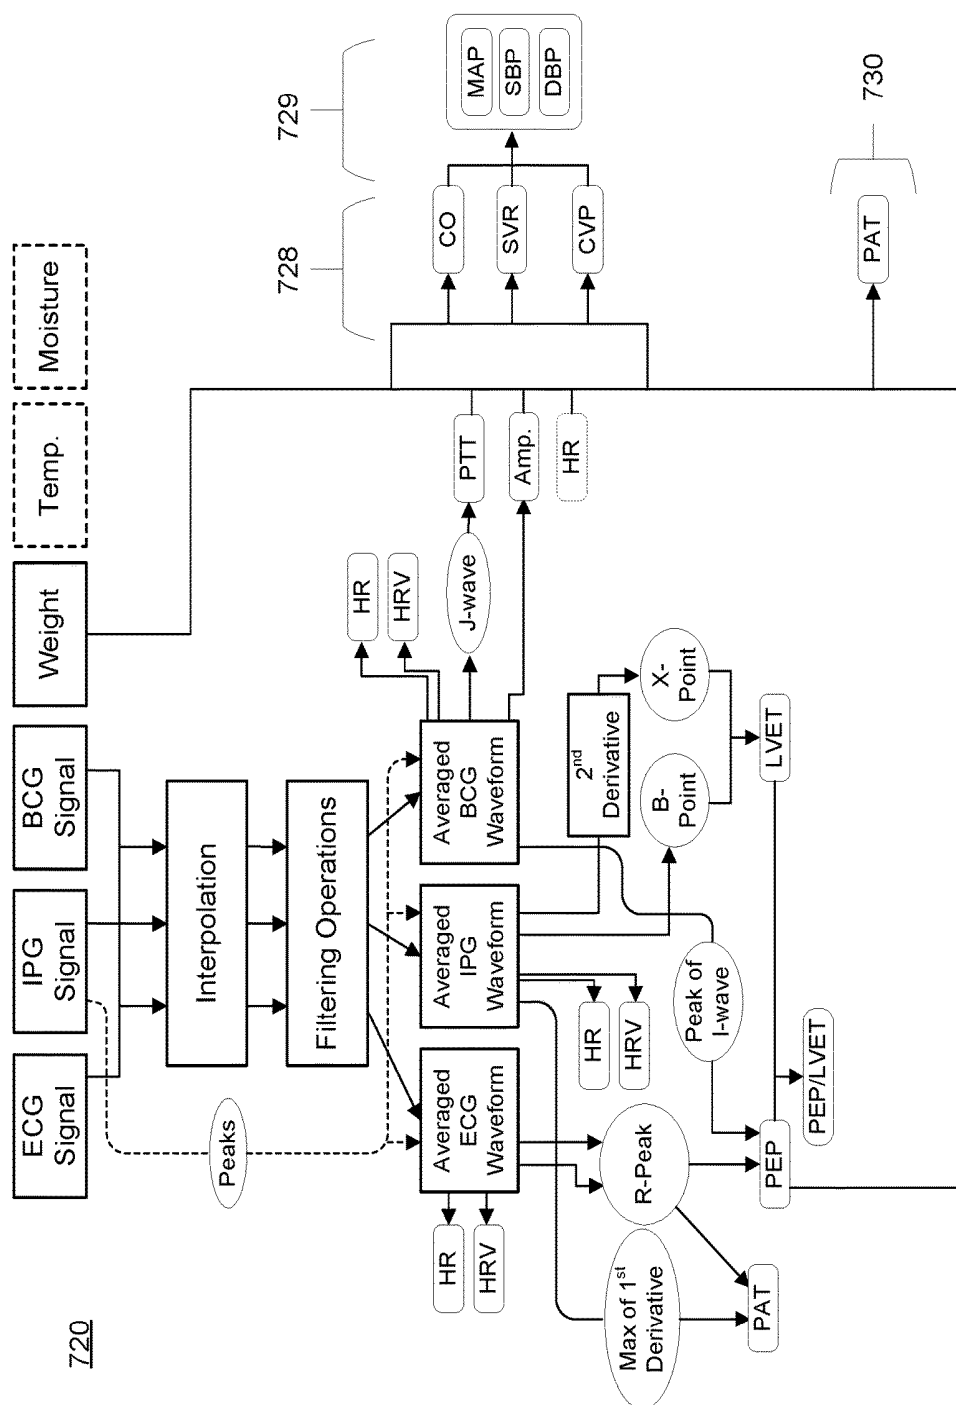 720
ECG
Signal
IPG
Signal
BCG
Signal
Weight
Temp.
Moisture
Peaks
Interpolation
Filtering Operations
HR
HRV
Averaged
ECG
Waveform
Averaged
IPG
Waveform
Averaged
BCG
Waveform
HR
HRV
J-wave
PTT
Amp.
HR
728
CO
SVR
CVP
729
MAP
SBP
DBP
HR
HRV
2nd
Derivative
Max of 1st
Derivative
R-Peak
Peak of
I-wave
B-
Point
X-
Point
PAT
PEP
LVET
PEP/LVET
PAT
730